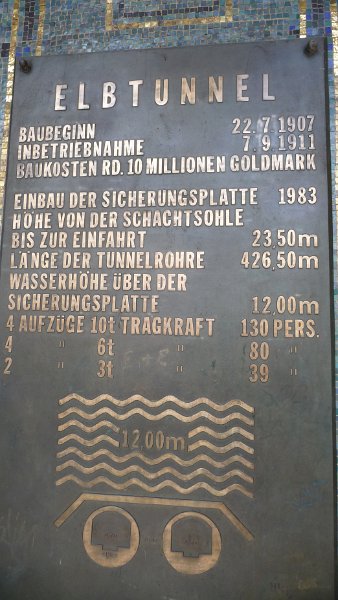 ELBTUNNEL
BAUBEGINN 22.7.1907
INBETRIEBNAHME 7.9.1911
BAUKOSTEN RD. 10 MILLIONEN GOLDMARK
EINBAU DER SICHERUNGSPLATTE 1983
HÖHE VON DER SCHACHTSOHLE
BIS ZUR EINFAHRT 23,50m
LÄNGE DER TUNNELROHRE 426,50m
WASSERHÖHE ÜBER DER
SICHERUNGSPLATTE 12,00m
4 AUFZÜGE 10t TRAGKRAFT 130 PERS.
4 " 6t " 80 "
2 " 3t " 39 "
12,00m